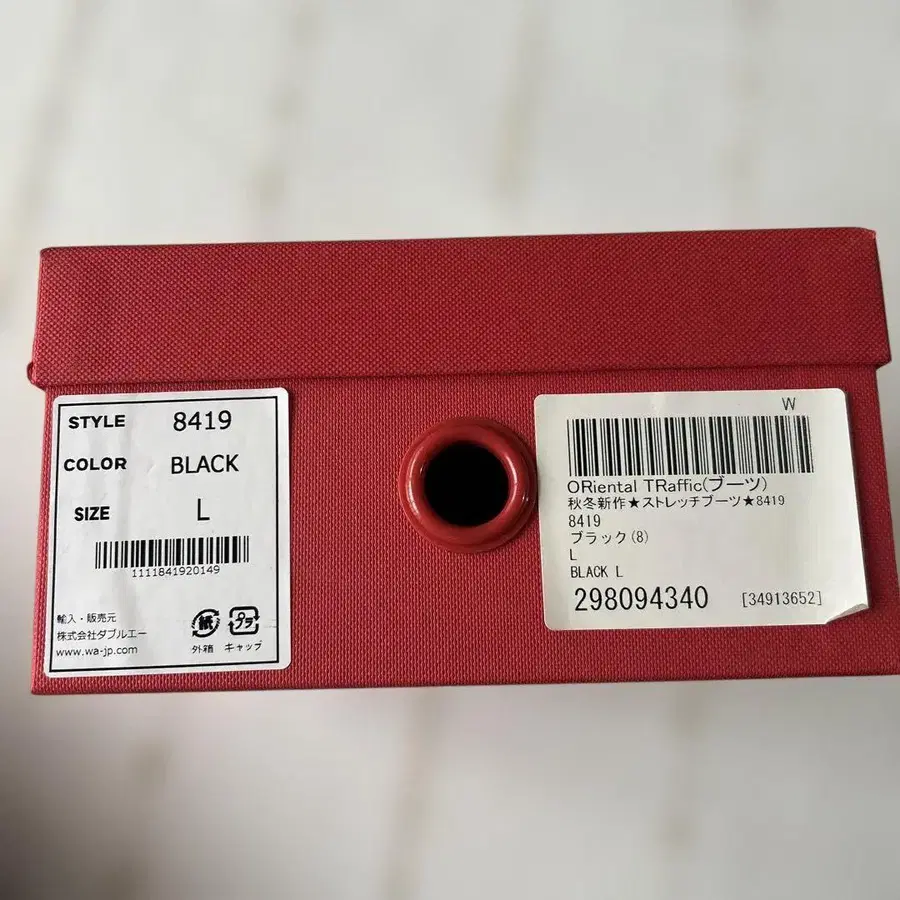 STYLE 8419
COLOR BLACK
SIZE L
1111841920149
輸入・販売元
株式会社ダブルエー
www.wa-jp.com
紙
外箱
プラ
キャップ
W
ORiental TRaffic(ブーツ)
秋冬新作★ストレッチブーツ★8419
8419
ブラック(8)
L
BLACK L
298094340 [34913652]